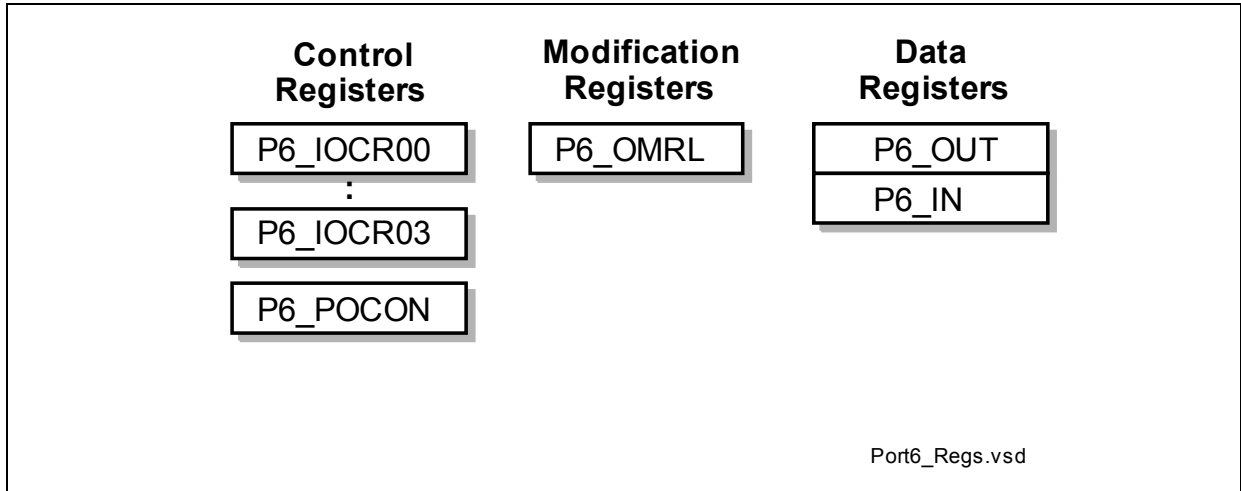 Control
Registers
P6_IOCR00
:
P6_IOCR03
P6_POCON
Modification
Registers
P6_OMRL
Data
Registers
P6_OUT
P6_IN
Port6_Regs.vsd